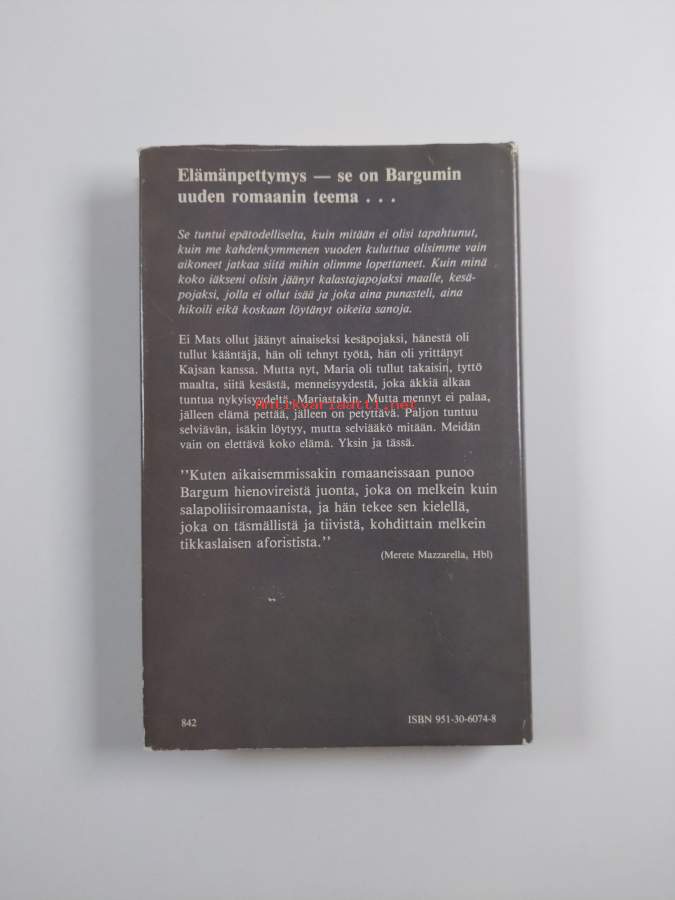 Elämänpettymys — se on Bargumin
uuden romaanin teema . . .
Se tuntui epätodelliselta, kuin mitään ei olisi tapahtunut,
kuin me kahdenkymmenen vuoden kuluttua olisimme vain
aikoneet jatkaa siitä mihin olimme lopettaneet. Kuin minä
koko iäkseni olisin jäänyt kalastajapojaksi maalle, kesä-
pojaksi, jolla ei ollut isää ja joka aina punasteli, aina
hikoili eikä koskaan löytänyt oikeita sanoja.
Ei Mats ollut jäänyt ainaiseksi kesäpojaksi, hänestä oli
tullut kääntäjä, hän oli tehnyt työtä, hän oli yrittänyt
Kajsan kanssa. Mutta nyt, Maria oli tullut takaisin, tyttö
maalta, siitä kesästä, menneisyydestä, joka äkkiä alkaa
tuntua nykyisyydeltä. Mariastakin. Mutta mennyt ei palaa,
Antikvariaatti.net
jälleen elämä pettää, jälleen on petyttävä. Paljon tuntuu
selviävän, isäkin löytyy, mutta selviääkö mitään. Meidän
vain on elettävä koko elämä. Yksin ja tässä.
''Kuten aikaisemmissakin romaaneissaan punoo
Bargum hienovireistä juonta, joka on melkein kuin
salapoliisiromaanista, ja hän tekee sen kielellä,
joka on täsmällistä ja tiivistä, kohdittain melkein
tikkaslaisen aforistista.''
(Merete Mazzarella, Hbl)
842
ISBN 951-30-6074-8